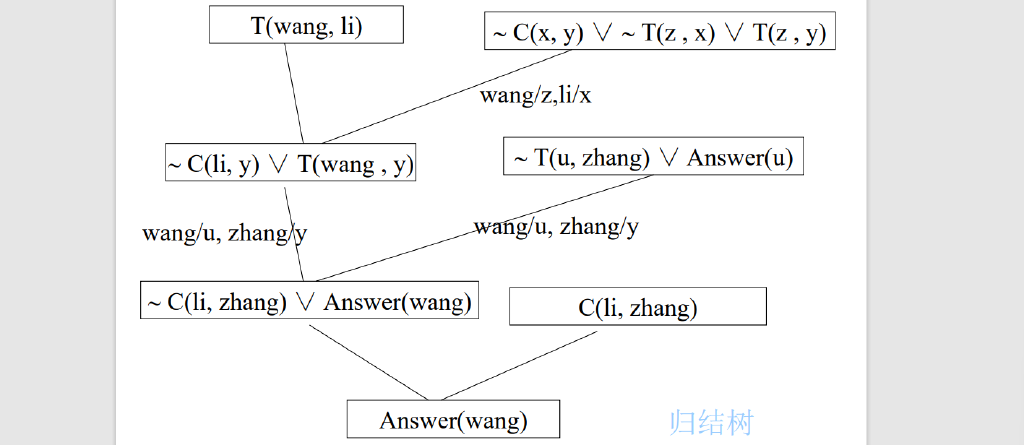 T(wang, li)
~ C(x, y) ∨ ~ T(z , x) ∨ T(z , y)
wang/z,li/x
~ C(li, y) ∨ T(wang , y)
~ T(u, zhang) ∨ Answer(u)
wang/u, zhang/y
wang/u, zhang/y
~ C(li, zhang) ∨ Answer(wang)
C(li, zhang)
Answer(wang)
归结树